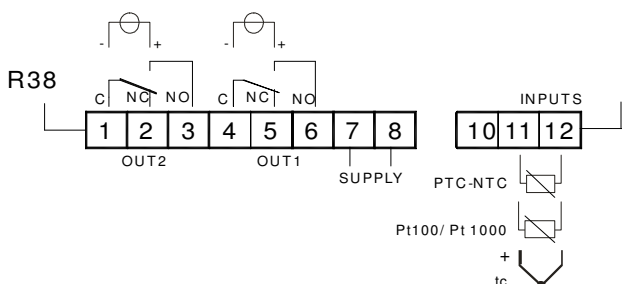 - + - +
R38
C NC NO C NC NO INPUTS
1 2 3 4 5 6 7 8 10 11 12
OUT2 OUT1
SUPPLY
PTC-NTC
Pt100/ Pt 1000
+
tc